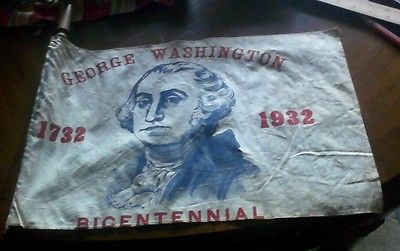 GEORGE WASHINGTON
1732 1932
BICENTENNIAL